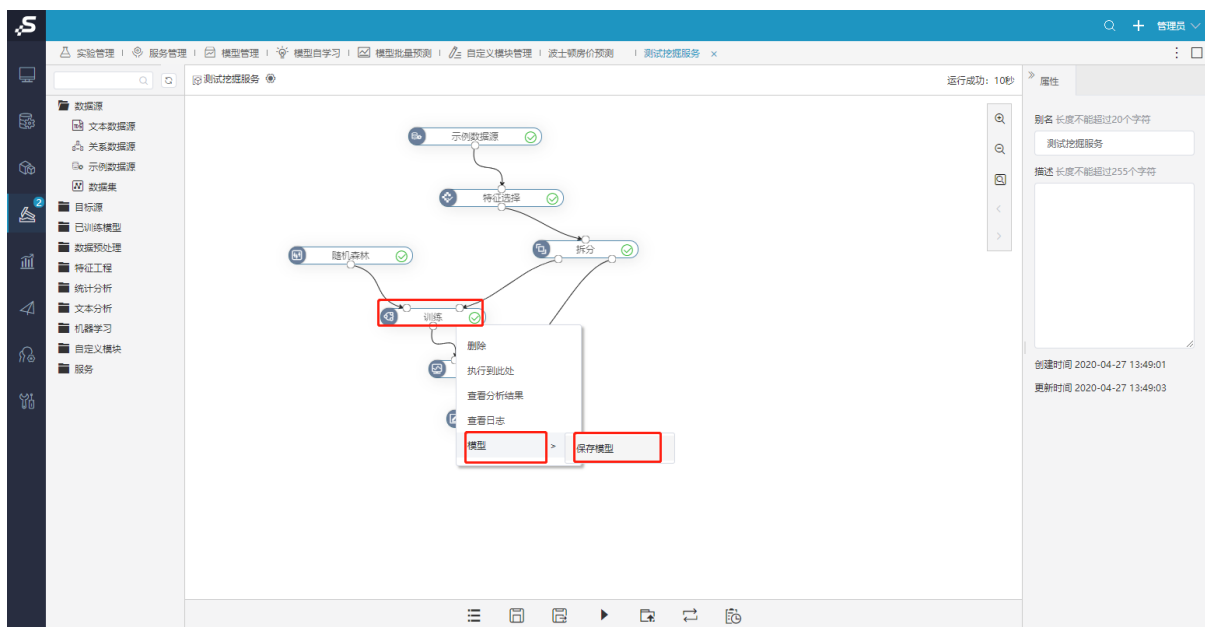 管理员
实验管理 服务管理 模型管理 模型自学习 模型批量预测 自定义模块管理 波士顿房价预测 测试挖掘服务 ×
测试挖掘服务
运行成功：10秒
属性
2
数据源
文本数据源
关系数据源
示例数据源
数据集
目标源
已训练模型
数据预处理
特征工程
统计分析
文本分析
机器学习
自定义模块
服务
示例数据源
特征选择
随机森林
拆分
训练
删除
执行到此处
查看分析结果
查看日志
模型 >
保存模型
别名 长度不能超过20个字符
测试挖掘服务
描述 长度不能超过255个字符
创建时间 2020-04-27 13:49:01
更新时间 2020-04-27 13:49:03